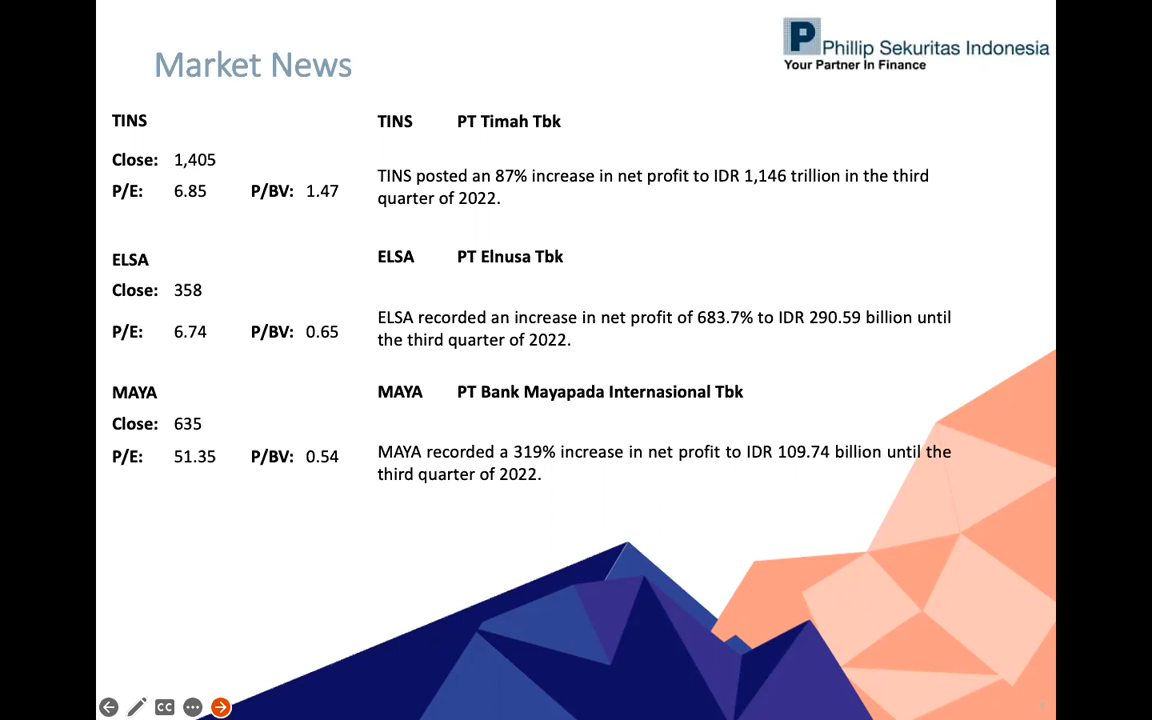 Market News
P Phillip Sekuritas Indonesia
Your Partner In Finance
TINS
Close: 1,405
P/E: 6.85 P/BV: 1.47
TINS PT Timah Tbk
TINS posted an 87% increase in net profit to IDR 1,146 trillion in the third
quarter of 2022.
ELSA
Close: 358
P/E: 6.74 P/BV: 0.65
ELSA PT Elnusa Tbk
ELSA recorded an increase in net profit of 683.7% to IDR 290.59 billion until
the third quarter of 2022.
MAYA
Close: 635
P/E: 51.35 P/BV: 0.54
MAYA PT Bank Mayapada Internasional Tbk
MAYA recorded a 319% increase in net profit to IDR 109.74 billion until the
third quarter of 2022.
CC